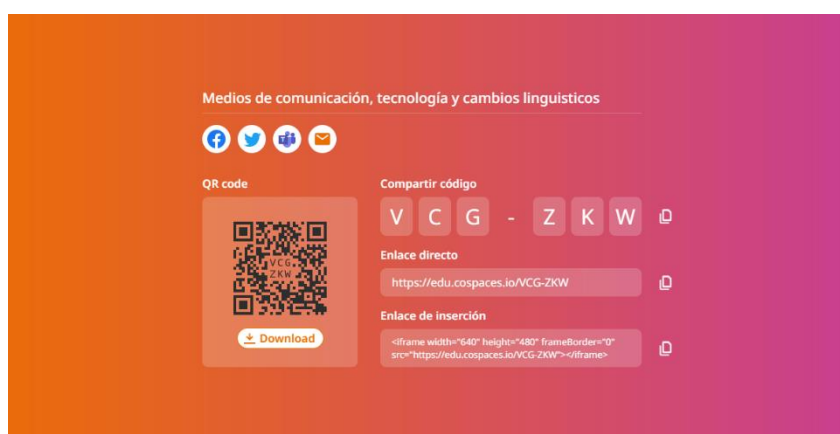 Medios de comunicación, tecnología y cambios linguisticos
QR code
VCG-
ZKW
Download
Compartir código
V C G - Z K W
Enlace directo
https://edu.cospaces.io/VCG-ZKW
Enlace de inserción
<iframe width="640" height="480" frameBorder="0"
src="https://edu.cospaces.io/VCG-ZKW"></iframe>